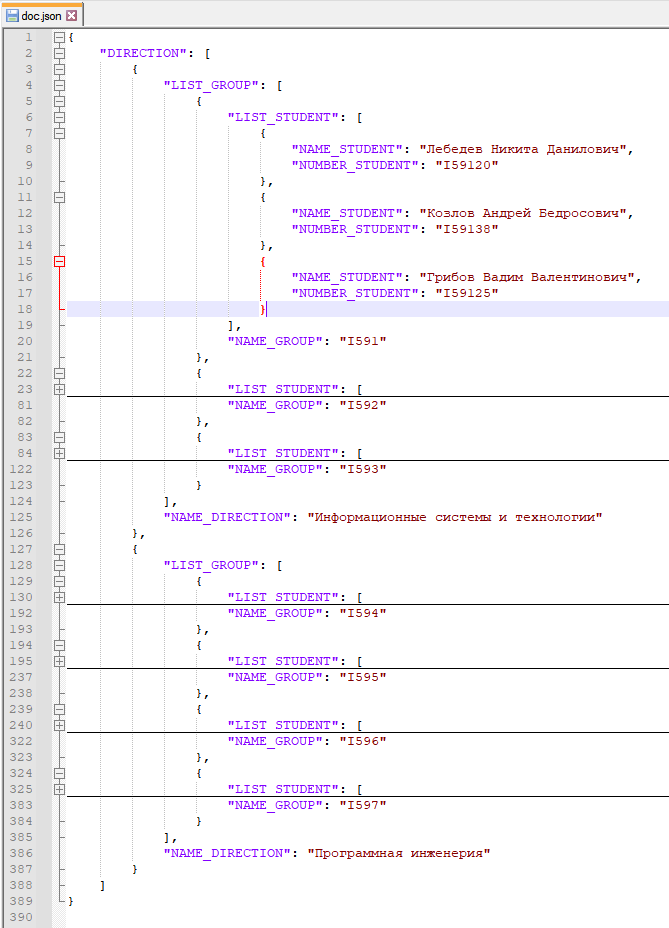 doc.json
1 {
2 "DIRECTION": [
3 {
4 "LIST_GROUP": [
5 {
6 "LIST_STUDENT": [
7 {
8 "NAME_STUDENT": "Лебедев Никита Данилович",
9 "NUMBER_STUDENT": "I59120"
10 },
11 {
12 "NAME_STUDENT": "Козлов Андрей Бедросович",
13 "NUMBER_STUDENT": "I59138"
14 },
15 {
16 "NAME_STUDENT": "Грибов Вадим Валентинович",
17 "NUMBER_STUDENT": "I59125"
18 }
19 ],
20 "NAME_GROUP": "I591"
21 },
22 {
23 "LIST_STUDENT": [
81 "NAME_GROUP": "I592"
82 },
83 {
84 "LIST_STUDENT": [
122 "NAME_GROUP": "I593"
123 }
124 ],
125 "NAME_DIRECTION": "Информационные системы и технологии"
126 },
127 {
128 "LIST_GROUP": [
129 {
130 "LIST_STUDENT": [
192 "NAME_GROUP": "I594"
193 },
194 {
195 "LIST_STUDENT": [
237 "NAME_GROUP": "I595"
238 },
239 {
240 "LIST_STUDENT": [
322 "NAME_GROUP": "I596"
323 },
324 {
325 "LIST_STUDENT": [
383 "NAME_GROUP": "I597"
384 }
385 ],
386 "NAME_DIRECTION": "Программная инженерия"
387 }
388 ]
389 }
390